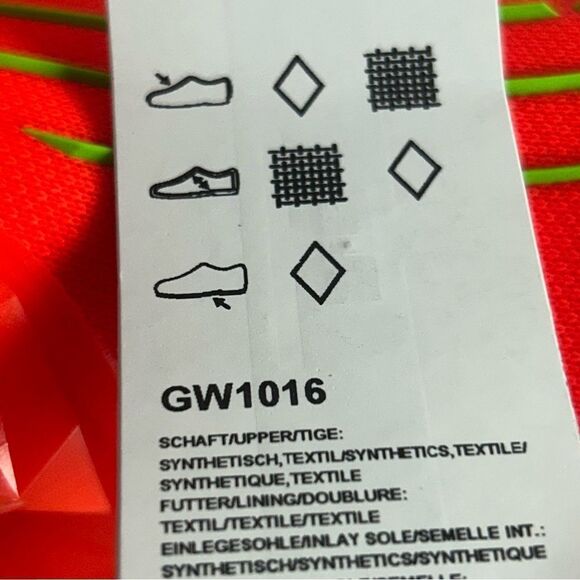 GW1016
SCHAFT/UPPER/TIGE:
SYNTHETISCH,TEXTIL/SYNTHETICS,TEXTILE/
SYNTHETIQUE,TEXTILE
FUTTER/LINING/DOUBLURE:
TEXTIL/TEXTILE/TEXTILE
EINLEGESOHLE/INLAY SOLE/SEMELLE INT.:
SYNTHETISCH/SYNTHETICS/SYNTHETIQUE